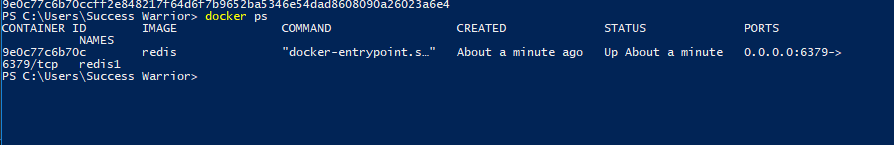 9e0c77c6b70ccff2e848217f64d6f7b9652ba5346e54dad8608090a26023a6e4
PS C:\Users\Success Warrior> docker ps
CONTAINER ID   IMAGE   COMMAND   CREATED   STATUS   PORTS
NAMES
9e0c77c6b70c   redis   "docker-entrypoint.s…"   About a minute ago   Up About a minute   0.0.0.0:6379->
6379/tcp   redis1
PS C:\Users\Success Warrior>